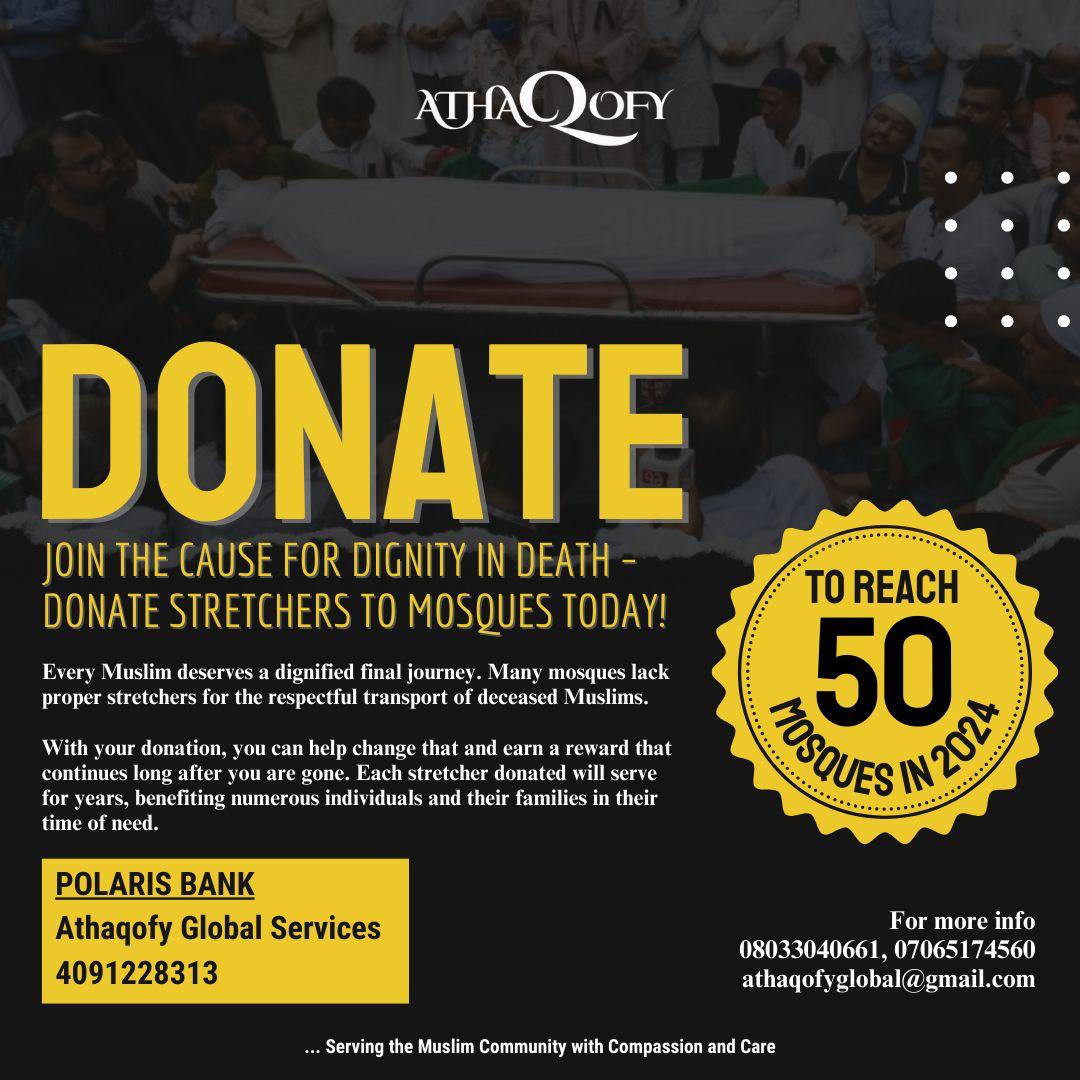 ATHAQOFY
DONATE
JOIN THE CAUSE FOR DIGNITY IN DEATH –
DONATE STRETCHERS TO MOSQUES TODAY!
Every Muslim deserves a dignified final journey. Many mosques lack
proper stretchers for the respectful transport of deceased Muslims.
With your donation, you can help change that and earn a reward that
continues long after you are gone. Each stretcher donated will serve
for years, benefiting numerous individuals and their families in their
time of need.
TO REACH
50
MOSQUES IN 2024
POLARIS BANK
Athaqofy Global Services
4091228313
For more info
08033040661, 07065174560
athaqofyglobal@gmail.com
... Serving the Muslim Community with Compassion and Care